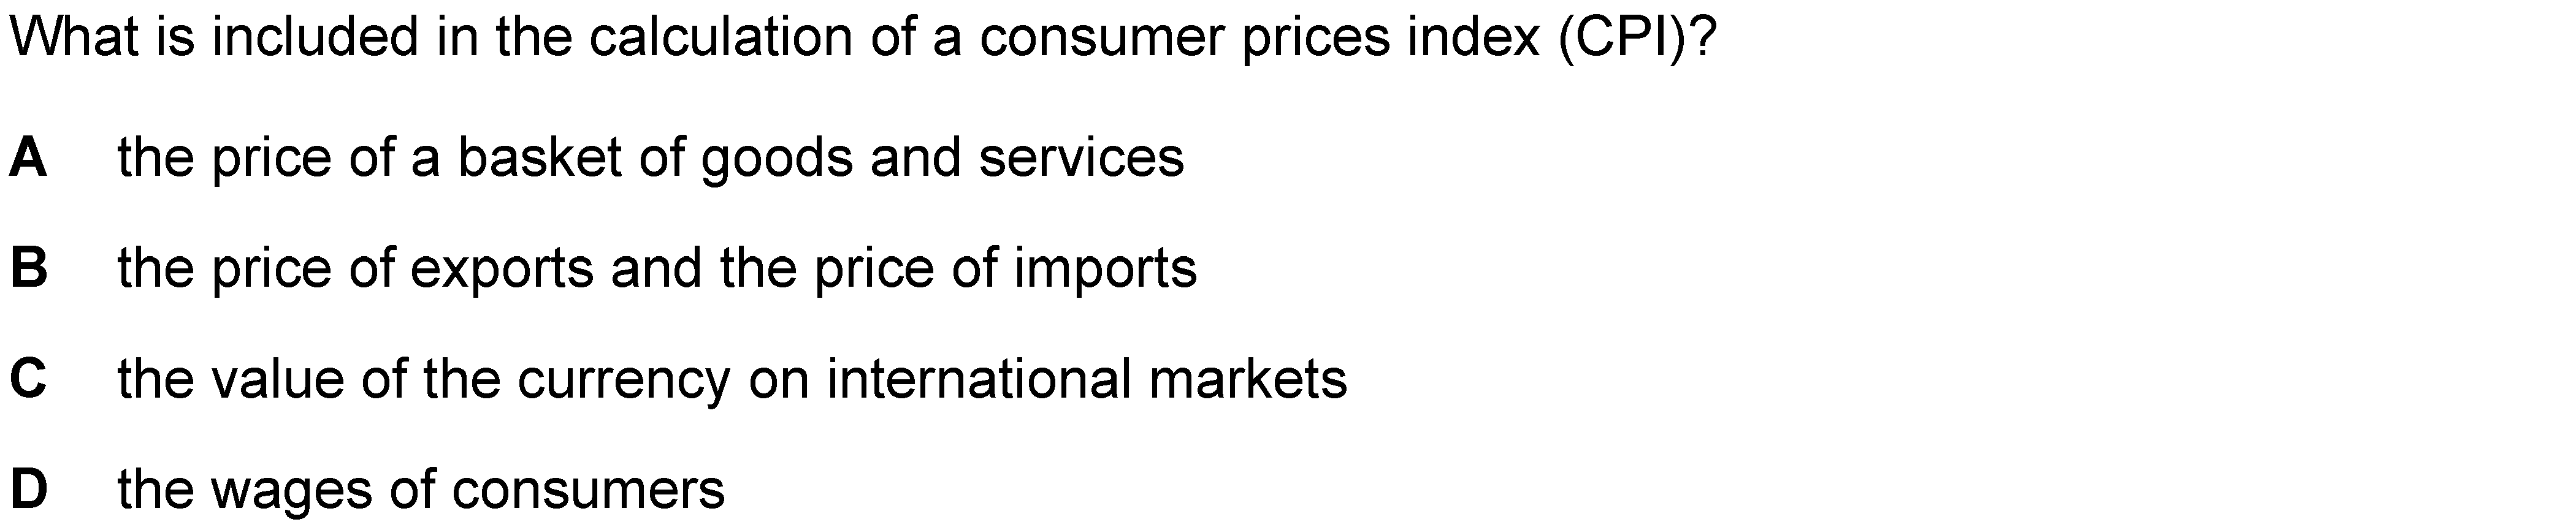 What is included in the calculation of a consumer prices index (CPI)?
A the price of a basket of goods and services
B the price of exports and the price of imports
C the value of the currency on international markets
D the wages of consumers